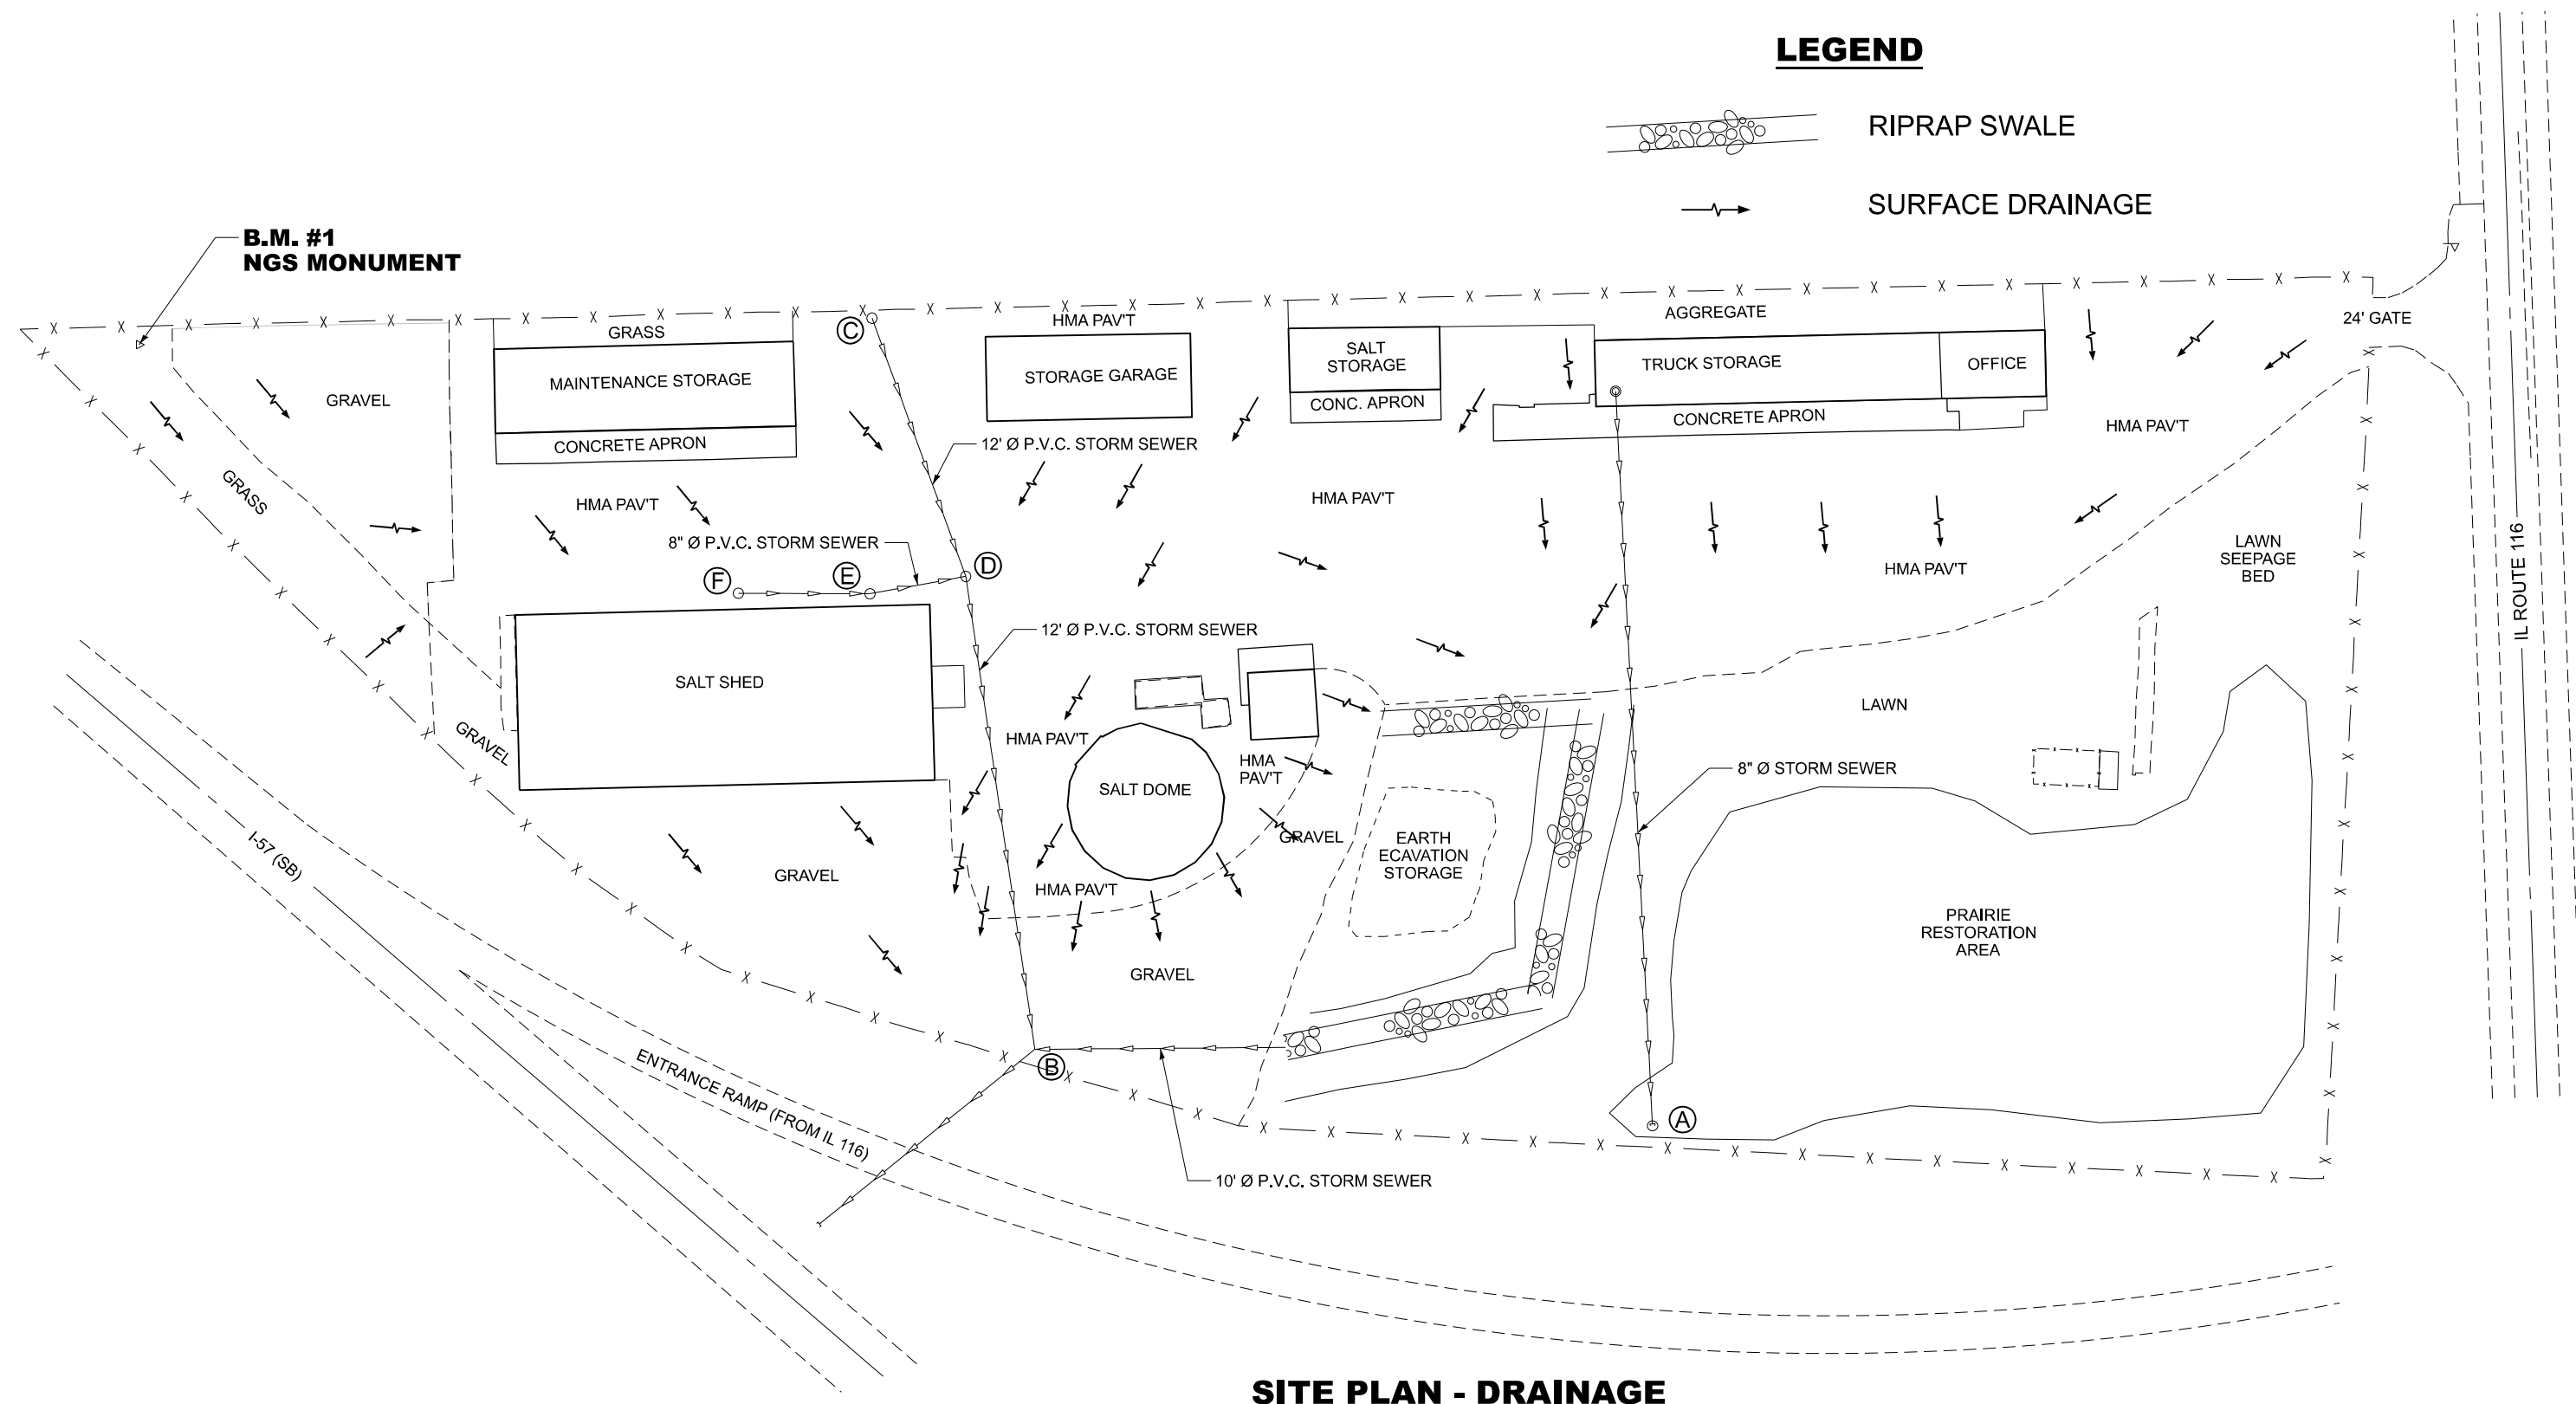 LEGEND
RIPRAP SWALE
SURFACE DRAINAGE
B.M. #1
NGS MONUMENT
24' GATE
IL ROUTE 116
AGGREGATE
HMA PAV'T
GRASS
MAINTENANCE STORAGE
CONCRETE APRON
GRAVEL
GRASS
C
STORAGE GARAGE
SALT
STORAGE
CONC. APRON
TRUCK STORAGE
OFFICE
CONCRETE APRON
HMA PAV'T
12' Ø P.V.C. STORM SEWER
HMA PAV'T
HMA PAV'T
8" Ø P.V.C. STORM SEWER
F
E
D
HMA PAV'T
LAWN
SEEPAGE
BED
12' Ø P.V.C. STORM SEWER
SALT SHED
LAWN
GRAVEL
HMA PAV'T
HMA
PAV'T
SALT DOME
8" Ø STORM SEWER
GRAVEL
EARTH
ECAVATION
STORAGE
I-57 (SB)
GRAVEL
HMA PAV'T
PRAIRIE
RESTORATION
AREA
GRAVEL
B
A
ENTRANCE RAMP (FROM IL 116)
10' Ø P.V.C. STORM SEWER
SITE PLAN - DRAINAGE